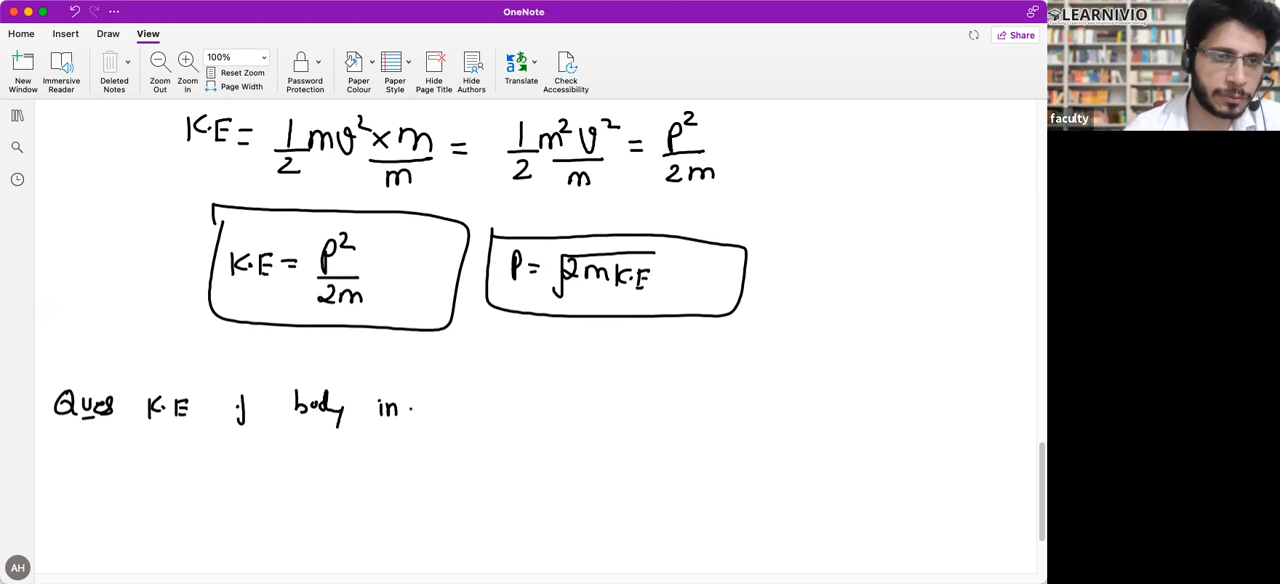 OneNote
LEARNIVIO
Home Insert Draw View
Share
100%
Reset Zoom
Page Width
New Window
Immersive Reader
Deleted Notes
Zoom Out
Zoom In
Password Protection
Paper Colour
Paper Style
Hide Page Title
Hide Authors
Translate
Check Accessibility
faculty
K.E = 1/2 mv² × m/m = 1/2 m²v²/m = P²/2m
K.E = P²/2m
P = √2mK.E
Ques K.E of body in
AH